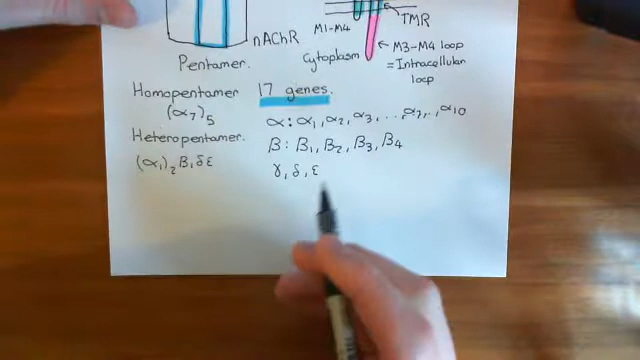 nAChR
Pentamer.
M1-M4
Cytoplasm
TMR
M3-M4 loop
= Intracellular
loop
Homopentamer
(α7)5
Heteropentamer.
(α1)2 β1 δ ε
17 genes.
α : α1, α2, α3, ...., α7, .., α10
β : β1, β2, β3, β4
γ, δ, ε